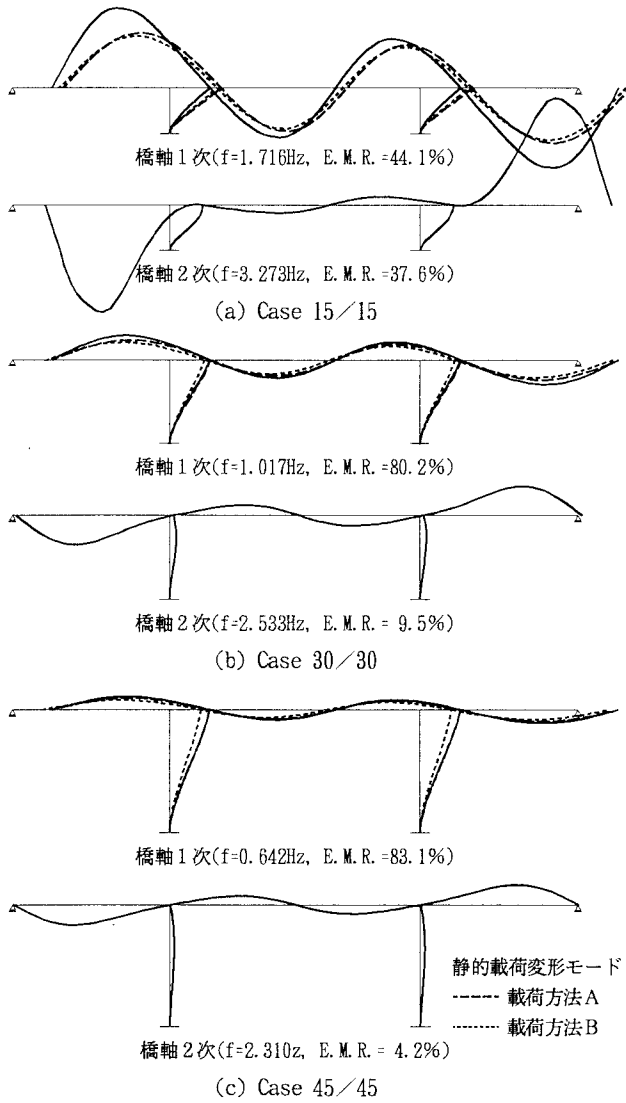 橋軸1次(f=1.716Hz, E.M.R.=44.1%)
橋軸2次(f=3.273Hz, E.M.R.=37.6%)
(a) Case 15／15
橋軸1次(f=1.017Hz, E.M.R.=80.2%)
橋軸2次(f=2.533Hz, E.M.R.= 9.5%)
(b) Case 30／30
橋軸1次(f=0.642Hz, E.M.R.=83.1%)
静的載荷変形モード
載荷方法A
載荷方法B
橋軸2次(f=2.310z, E.M.R.= 4.2%)
(c) Case 45／45